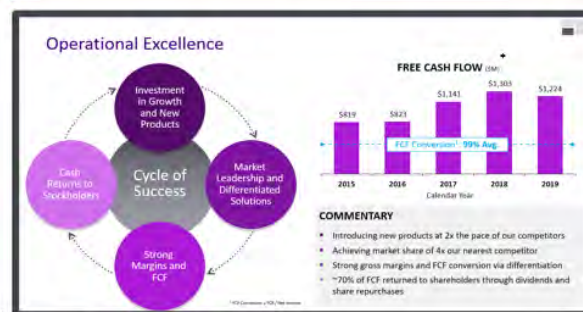 Operational Excellence
Investment
in Growth and New
Products
Cash
Returns to
Stockholders
Cycle of
Success
Market
Leadership and
Differentiated
Solutions
Strong
Margins and
FCF
FREE CASH FLOW ($M)
$819
$823
$1,141
$1,224
FCF Conversion¹: 99% Avg.
2015 2016 2017 2018 2019
Calendar Year
COMMENTARY
• Introducing new products at 2x the pace of our competitors
• Achieving market share of 4x our nearest competitor
• Strong gross margins and FCF conversion via differentiation
• ~70% of FCF returned to shareholders through dividends and
share repurchases